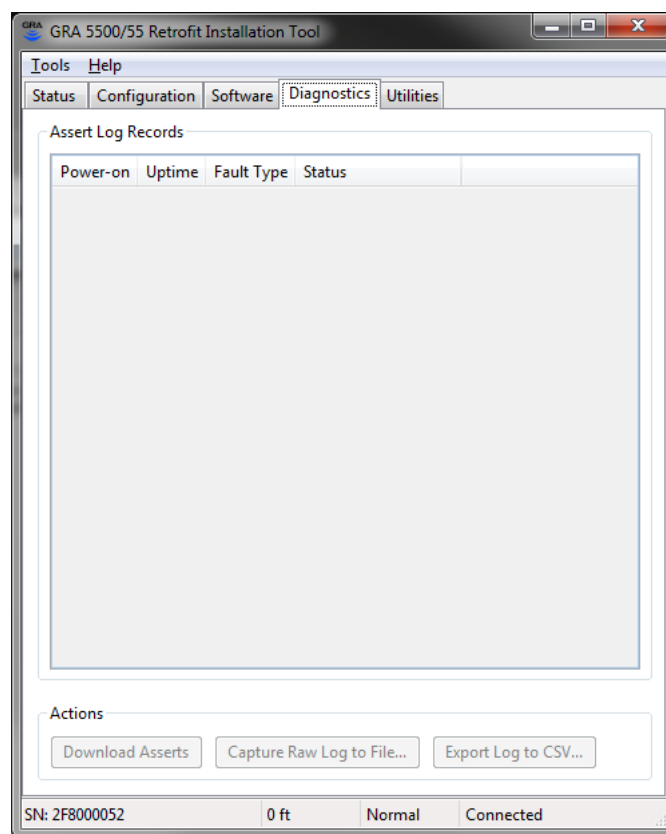 GRA GRA 5500/55 Retrofit Installation Tool
Tools Help
Status Configuration Software Diagnostics Utilities
Assert Log Records
Power-on Uptime Fault Type Status
Actions
Download Asserts Capture Raw Log to File... Export Log to CSV...
SN: 2F8000052 0 ft Normal Connected